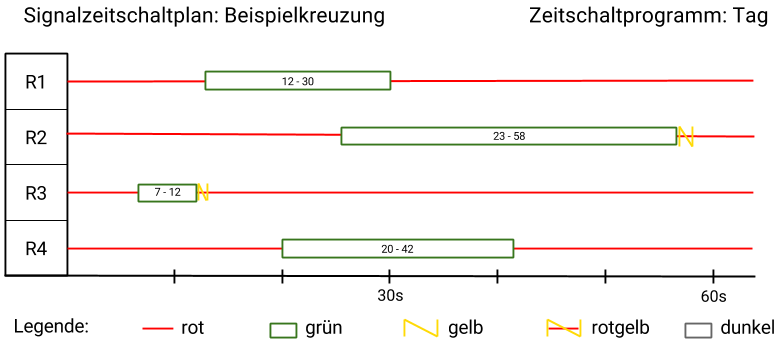 Signalzeitschaltplan: Beispielkreuzung Zeitschaltprogramm: Tag
R1 12 - 30
R2 23 - 58
R3 7 - 12
R4 20 - 42
30s 60s
Legende: rot grün gelb rotgelb dunkel